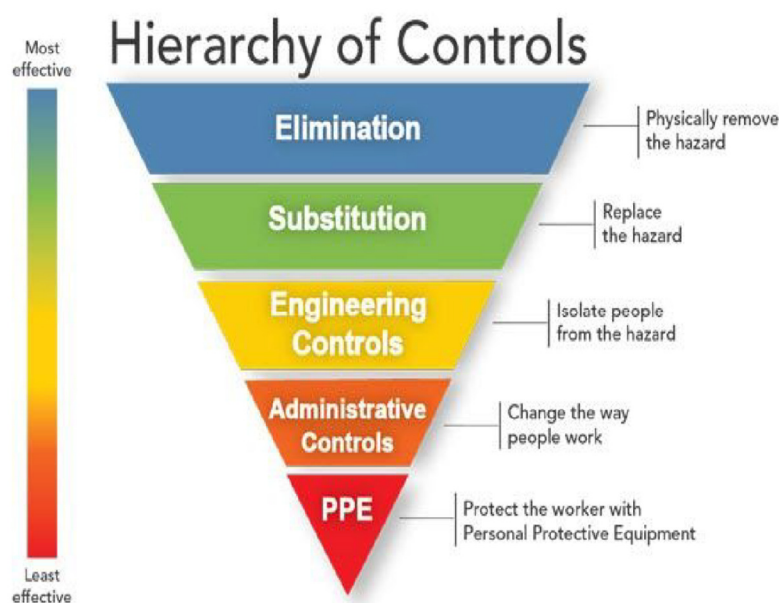 Hierarchy of Controls
Most
effective
Elimination
Physically remove
the hazard
Substitution
Replace
the hazard
Engineering
Controls
Isolate people
from the hazard
Administrative
Controls
Change the way
people work
PPE
Protect the worker with
Personal Protective Equipment
Least
effective